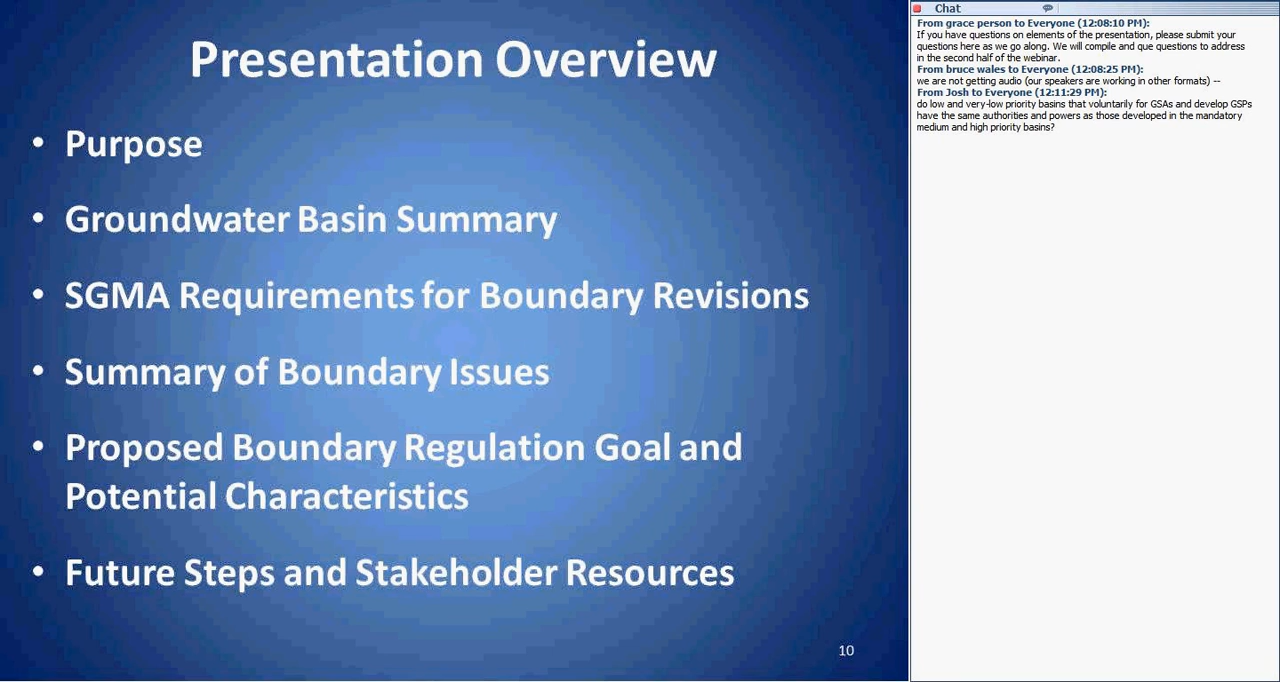 Presentation Overview
• Purpose
• Groundwater Basin Summary
• SGMA Requirements for Boundary Revisions
• Summary of Boundary Issues
• Proposed Boundary Regulation Goal and
Potential Characteristics
• Future Steps and Stakeholder Resources
10
Chat
From grace person to Everyone (12:08:10 PM):
If you have questions on elements of the presentation, please submit your
questions here as we go along. We will compile and que questions to address
in the second half of the webinar.
From bruce wales to Everyone (12:08:25 PM):
we are not getting audio (our speakers are working in other formats) --
From Josh to Everyone (12:11:29 PM):
do low and very-low priority basins that voluntarily for GSAs and develop GSPs
have the same authorities and powers as those developed in the mandatory
medium and high priority basins?